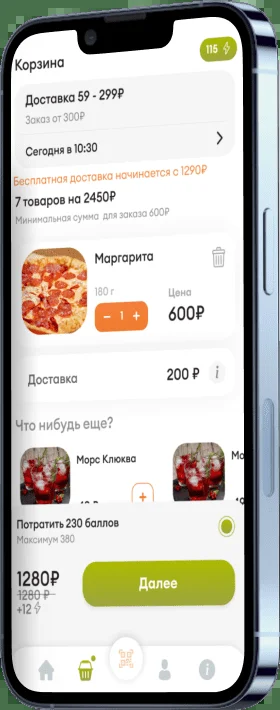 115
Корзина
Доставка 59 - 299₽
Заказ от 300₽
Сегодня в 10:30
Бесплатная доставка начинается с 1290₽
7 товаров на 2450₽
Минимальная сумма для заказа 600₽
Маргарита
180 г
Цена
− 1 +
600₽
Доставка
200 ₽
i
Что нибудь еще?
Морс Клюква
Мо
+
Потратить 230 баллов
Максимум 380
1280₽
1280 ₽
+12
Далее
i